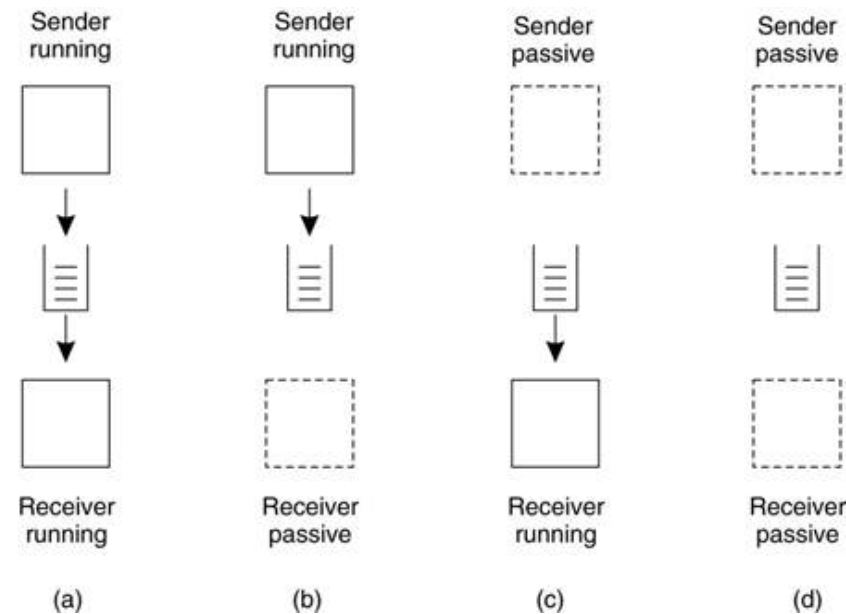 Sender
running
Sender
running
Sender
passive
Sender
passive
Receiver
running
Receiver
passive
Receiver
running
Receiver
passive
(a)
(b)
(c)
(d)